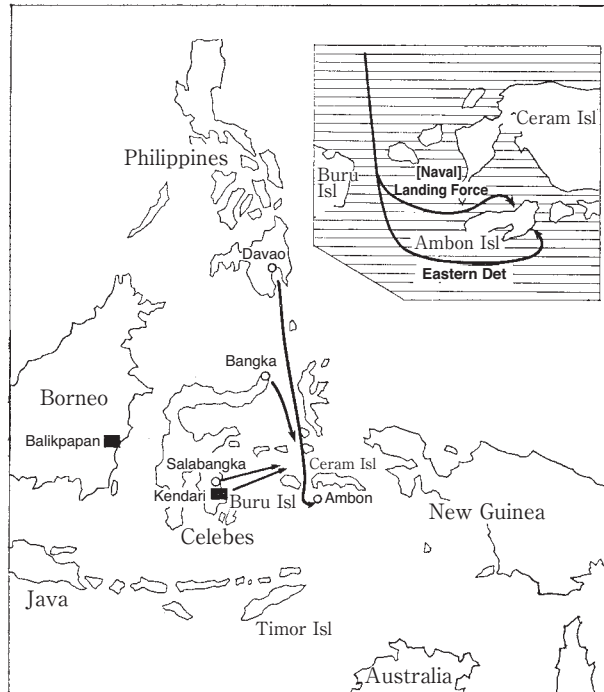 Philippines
Davao
Bangka
Borneo
Balikpapan
Salabangka
Kendari
Buru Isl
Celebes
Ceram Isl
Ambon
New Guinea
Java
Timor Isl
Australia
Ceram Isl
Buru
Isl
[Naval]
Landing Force
Ambon Isl
Eastern Det